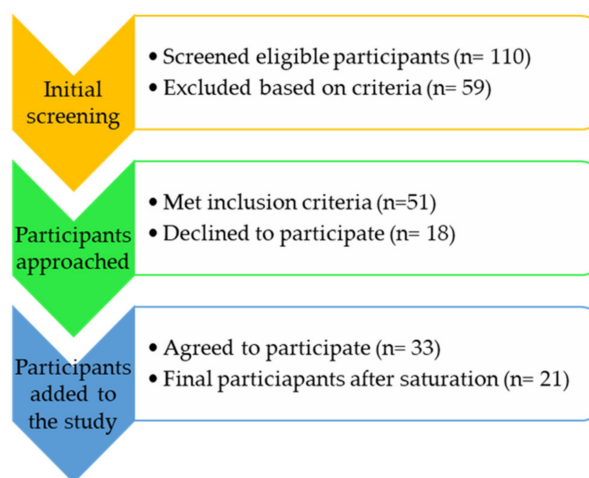 Initial
screening
• Screened eligible participants (n= 110)
• Excluded based on criteria (n= 59)
Participants
approached
• Met inclusion criteria (n=51)
• Declined to participate (n= 18)
Participants
added to
the study
• Agreed to participate (n= 33)
• Final particiapants after saturation (n= 21)